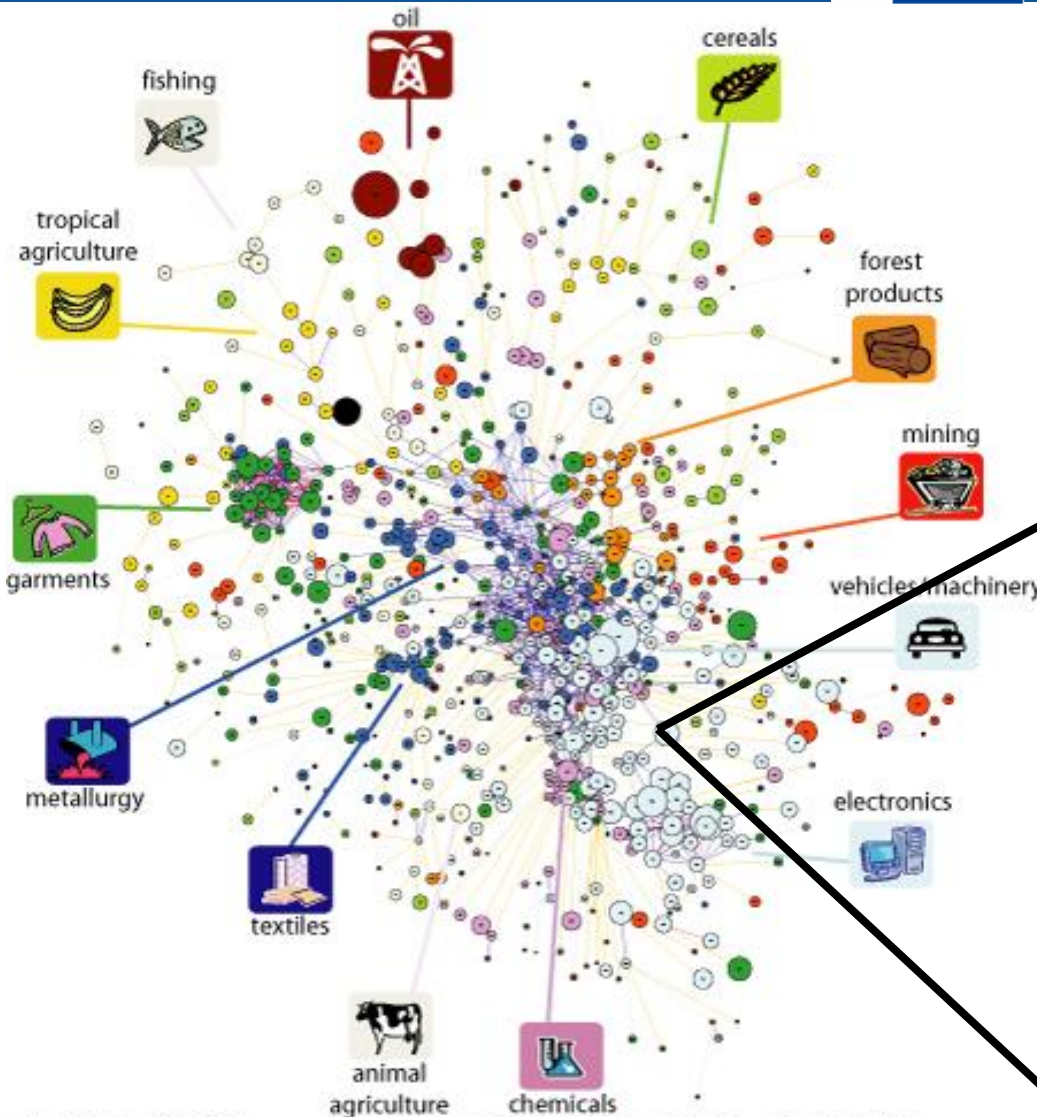 oil
cereals
fishing
tropical
agriculture
forest
products
mining
garments
vehicles/machinery
metallurgy
electronics
textiles
animal
agriculture
chemicals